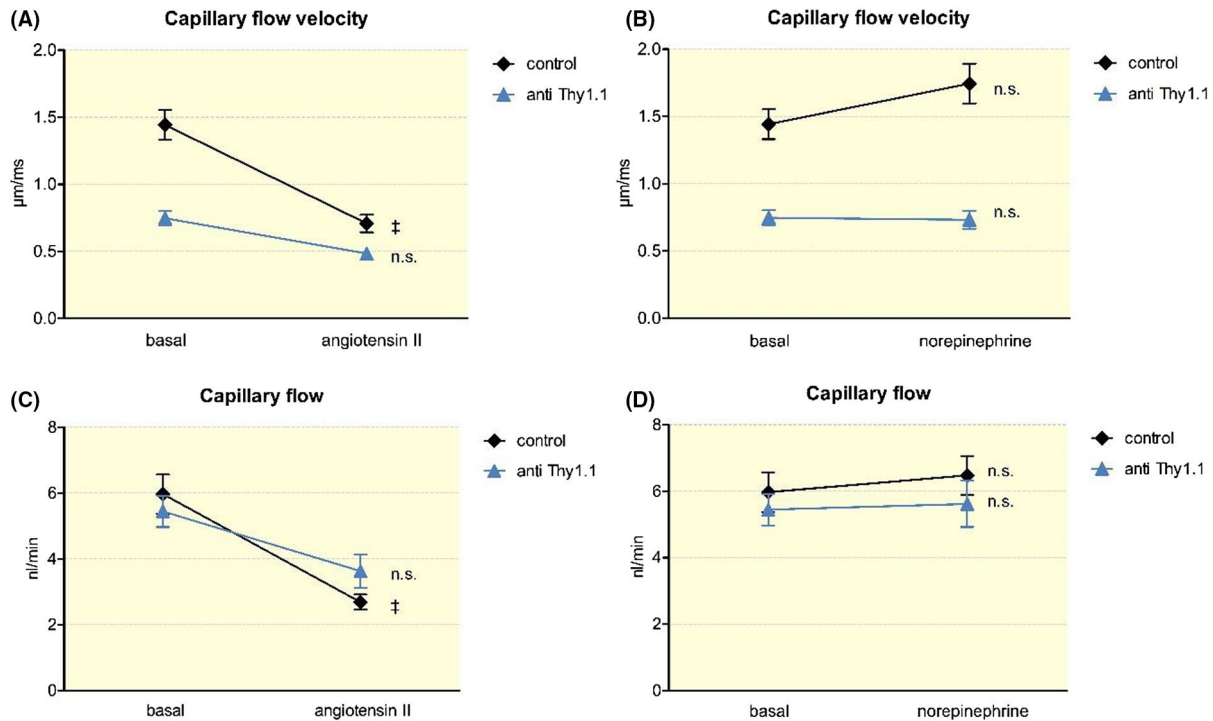 (A)
Capillary flow velocity
2.0
1.5
1.0
0.5
0.0
µm/ms
basal
angiotensin II
control
anti Thy1.1
‡
n.s.
(B)
Capillary flow velocity
2.0
1.5
1.0
0.5
0.0
µm/ms
basal
norepinephrine
control
anti Thy1.1
n.s.
n.s.
(C)
Capillary flow
8
6
4
2
0
nl/min
basal
angiotensin II
control
anti Thy1.1
n.s.
‡
(D)
Capillary flow
8
6
4
2
0
nl/min
basal
norepinephrine
control
anti Thy1.1
n.s.
n.s.